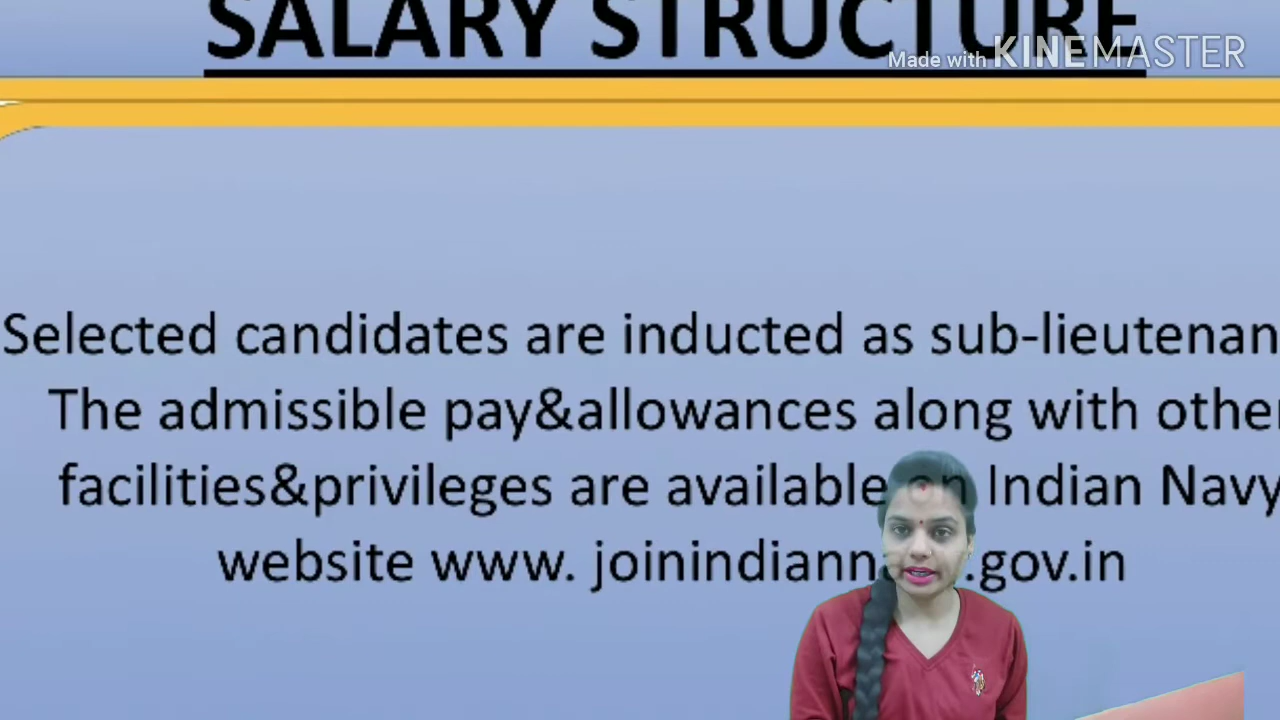 SALARY STRUCTURE
Made with KINEMASTER
Selected candidates are inducted as sub-lieutenan
The admissible pay&allowances along with other
facilities&privileges are available on Indian Navy
website www. joinindianna .gov.in